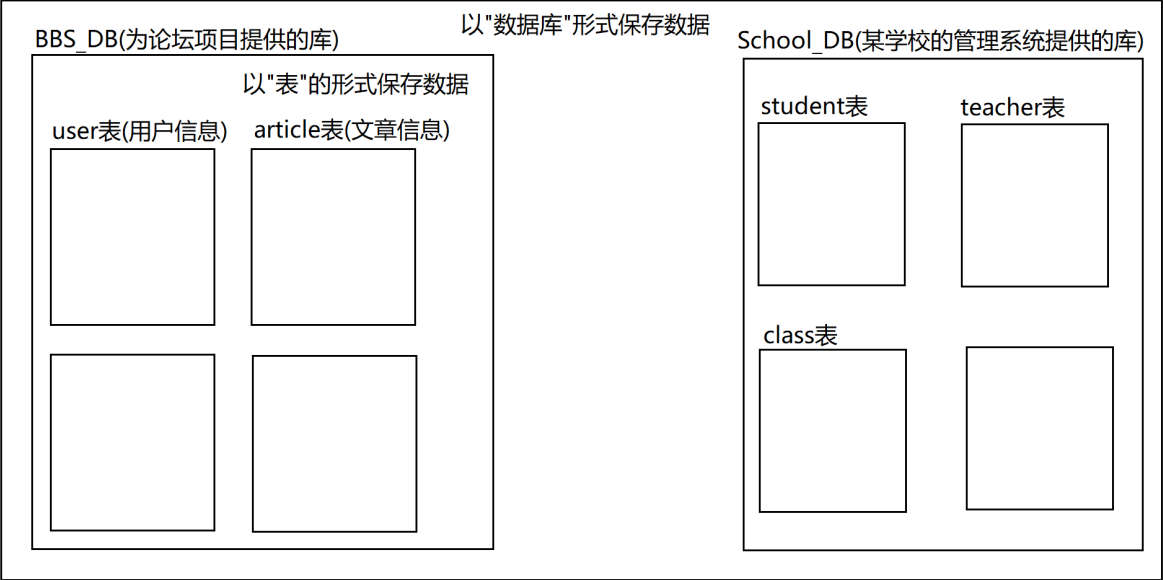 以"数据库"形式保存数据
BBS_DB(为论坛项目提供的库)
以"表"的形式保存数据
user表(用户信息)
article表(文章信息)
School_DB(某学校的管理系统提供的库)
student表
teacher表
class表